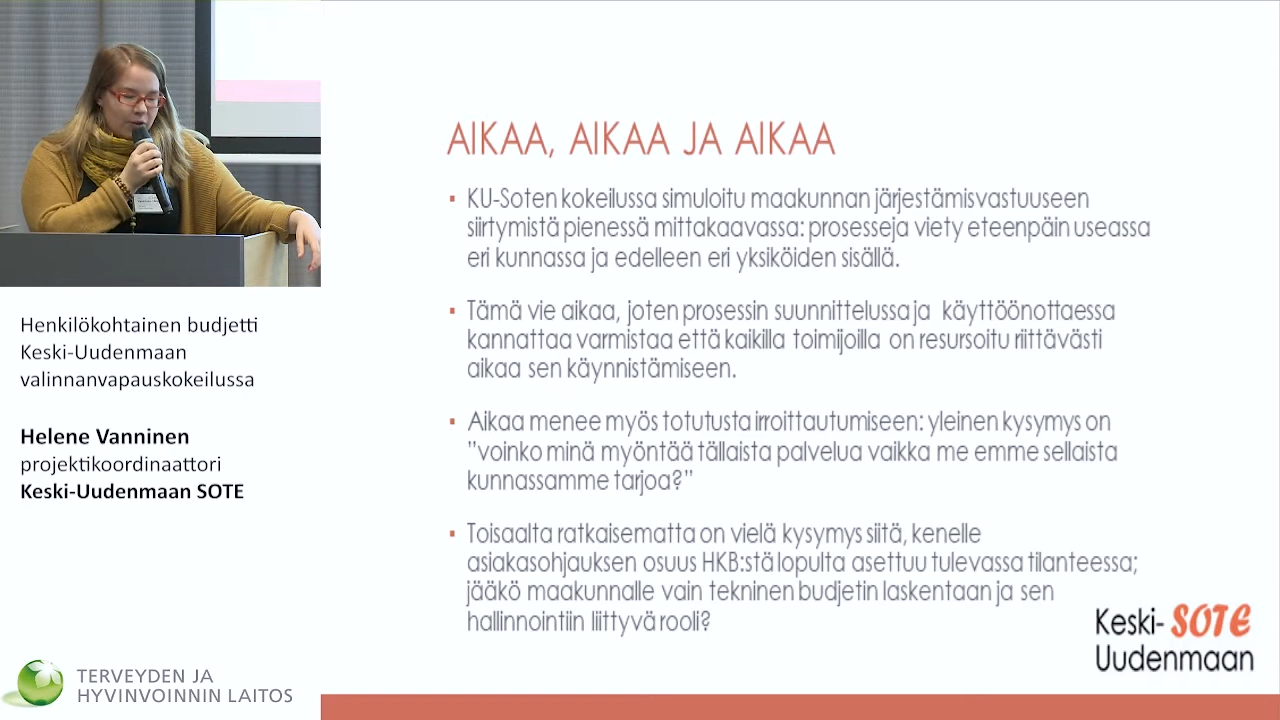 Henkilökohtainen budjetti
Keski-Uudenmaan
valinnanvapauskokeilussa
Helene Vanninen
projektikoordinaattori
Keski-Uudenmaan SOTE
TERVEYDEN JA
HYVINVOINNIN LAITOS
AIKAA, AIKAA JA AIKAA
▪ KU-Soten kokeilussa simuloitu maakunnan järjestämisvastuuseen
siirtymistä pienessä mittakaavassa: prosesseja viety eteenpäin useassa
eri kunnassa ja edelleen eri yksiköiden sisällä.
▪ Tämä vie aikaa, joten prosessin suunnittelussa ja käyttöönottaessa
kannattaa varmistaa että kaikilla toimijoilla on resursoitu riittävästi
aikaa sen käynnistämiseen.
▪ Aikaa menee myös totutusta irroittautumiseen: yleinen kysymys on
"voinko minä myöntää tällaista palvelua vaikka me emme sellaista
kunnassamme tarjoa?"
▪ Toisaalta ratkaisematta on vielä kysymys siitä, kenelle
asiakasohjauksen osuus HKB:stä lopulta asettuu tulevassa tilanteessa;
jääkö maakunnalle vain tekninen budjetin laskentaan ja sen
hallinnointiin liittyvä rooli?
Keski- SOTE
Uudenmaan